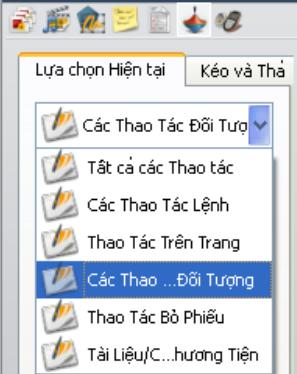 Lựa chọn Hiện tại Kéo và Thả
Các Thao Tác Đối Tượ
Tất cả các Thao tác
Các Thao Tác Lệnh
Thao Tác Trên Trang
Các Thao ...Đối Tượng
Thao Tác Bỏ Phiếu
Tài Liệu/C...hương Tiện